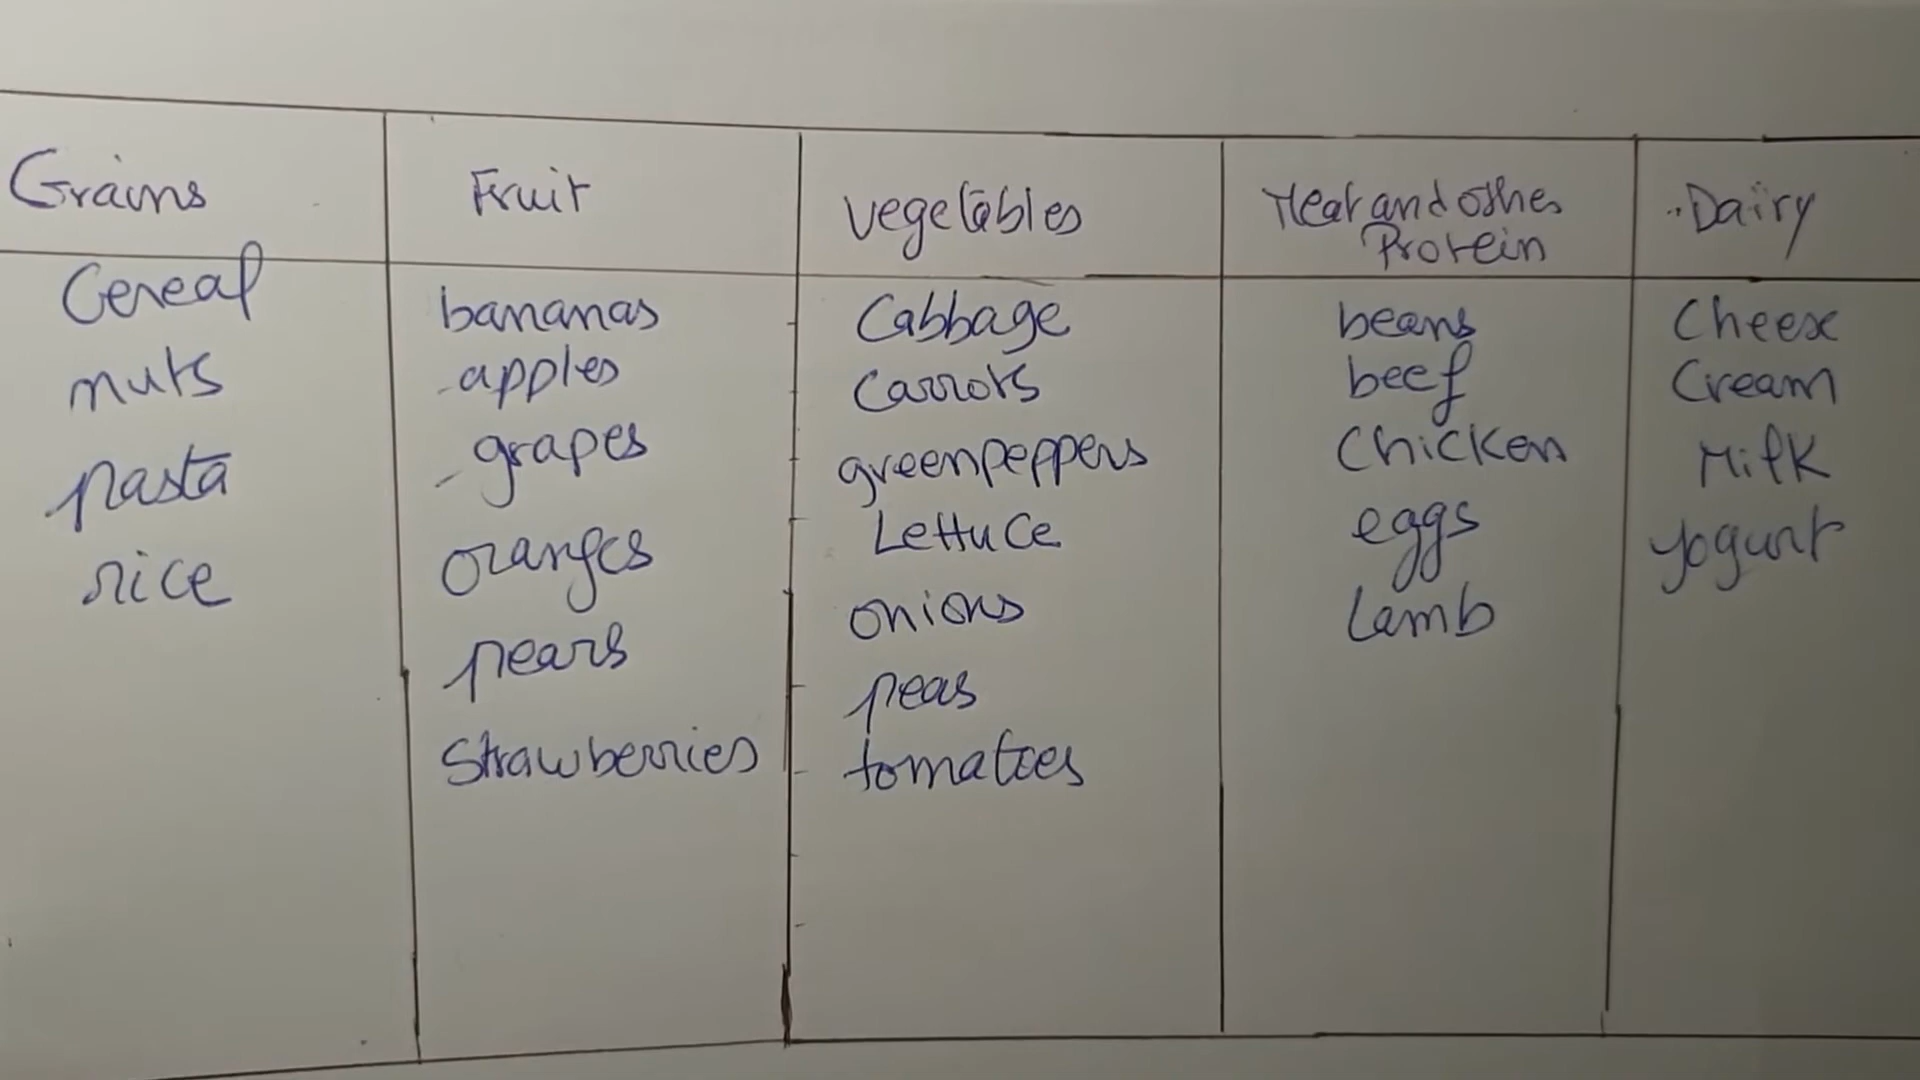 Grains
Cereal
nuts
pasta
rice
Fruit
bananas
apples
grapes
oranges
pears
Strawberries
vegetables
Cabbage
Carrots
greenpeppers
Lettuce
onions
peas
tomatoes
Meat and other
Protein
beans
beef
Chicken
eggs
Lamb
Dairy
Cheese
Cream
Milk
yogurt